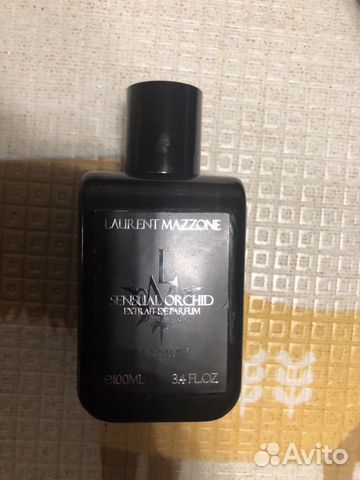 LAURENT MAZZONE
L
SENSUAL ORCHID
EXTRAIT DE PARFUM
℮100ML 3.4 FL.OZ
Avito